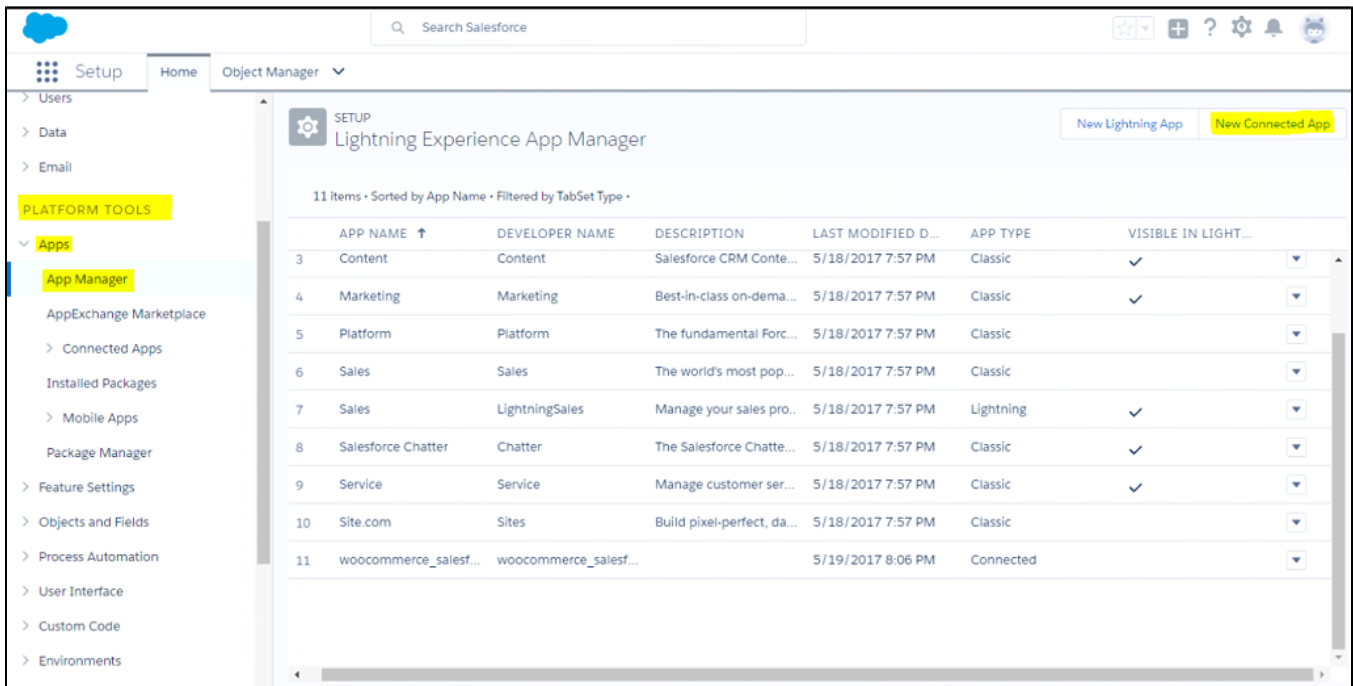 Search Salesforce
Setup Home Object Manager
Users
Data
Email
PLATFORM TOOLS
Apps
App Manager
AppExchange Marketplace
Connected Apps
Installed Packages
Mobile Apps
Package Manager
Feature Settings
Objects and Fields
Process Automation
User Interface
Custom Code
Environments
SETUP
Lightning Experience App Manager
New Lightning App New Connected App
11 items • Sorted by App Name • Filtered by TabSet Type •
APP NAME ↑ DEVELOPER NAME DESCRIPTION LAST MODIFIED D... APP TYPE VISIBLE IN LIGHT...
3 Content Content Salesforce CRM Conte... 5/18/2017 7:57 PM Classic
4 Marketing Marketing Best-in-class on-dema... 5/18/2017 7:57 PM Classic
5 Platform Platform The fundamental Forc... 5/18/2017 7:57 PM Classic
6 Sales Sales The world's most pop... 5/18/2017 7:57 PM Classic
7 Sales LightningSales Manage your sales pro... 5/18/2017 7:57 PM Lightning
8 Salesforce Chatter Chatter The Salesforce Chatte... 5/18/2017 7:57 PM Classic
9 Service Service Manage customer ser... 5/18/2017 7:57 PM Classic
10 Site.com Sites Build pixel-perfect, da... 5/18/2017 7:57 PM Classic
11 woocommerce_salesf... woocommerce_salesf... 5/19/2017 8:06 PM Connected